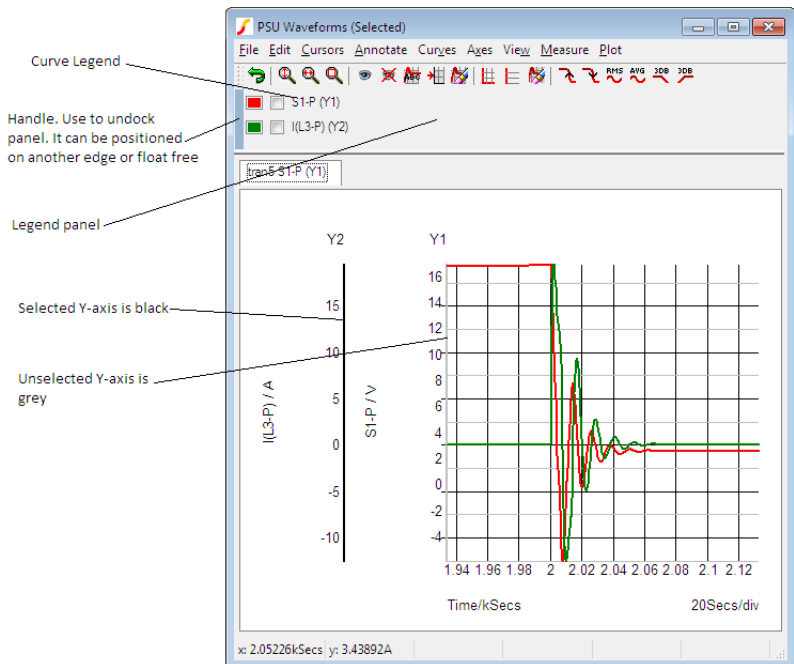 PSU Waveforms (Selected)
File Edit Cursors Annotate Curves Axes View Measure Plot
ABC RMS AVG 3DB 3DB
Curve Legend
S1-P (Y1)
I(L3-P) (Y2)
Handle. Use to undock
panel. It can be positioned
on another edge or float free
tran5 S1-P (Y1)
Legend panel
Y2 Y1
Selected Y-axis is black
Unselected Y-axis is
grey
I(L3-P) / A
15
10
5
0
-5
-10
S1-P / V
16
14
12
10
8
6
4
2
0
-2
-4
1.94 1.96 1.98 2 2.02 2.04 2.06 2.08 2.1 2.12
Time/kSecs 20Secs/div
x: 2.05226kSecs y: 3.43892A